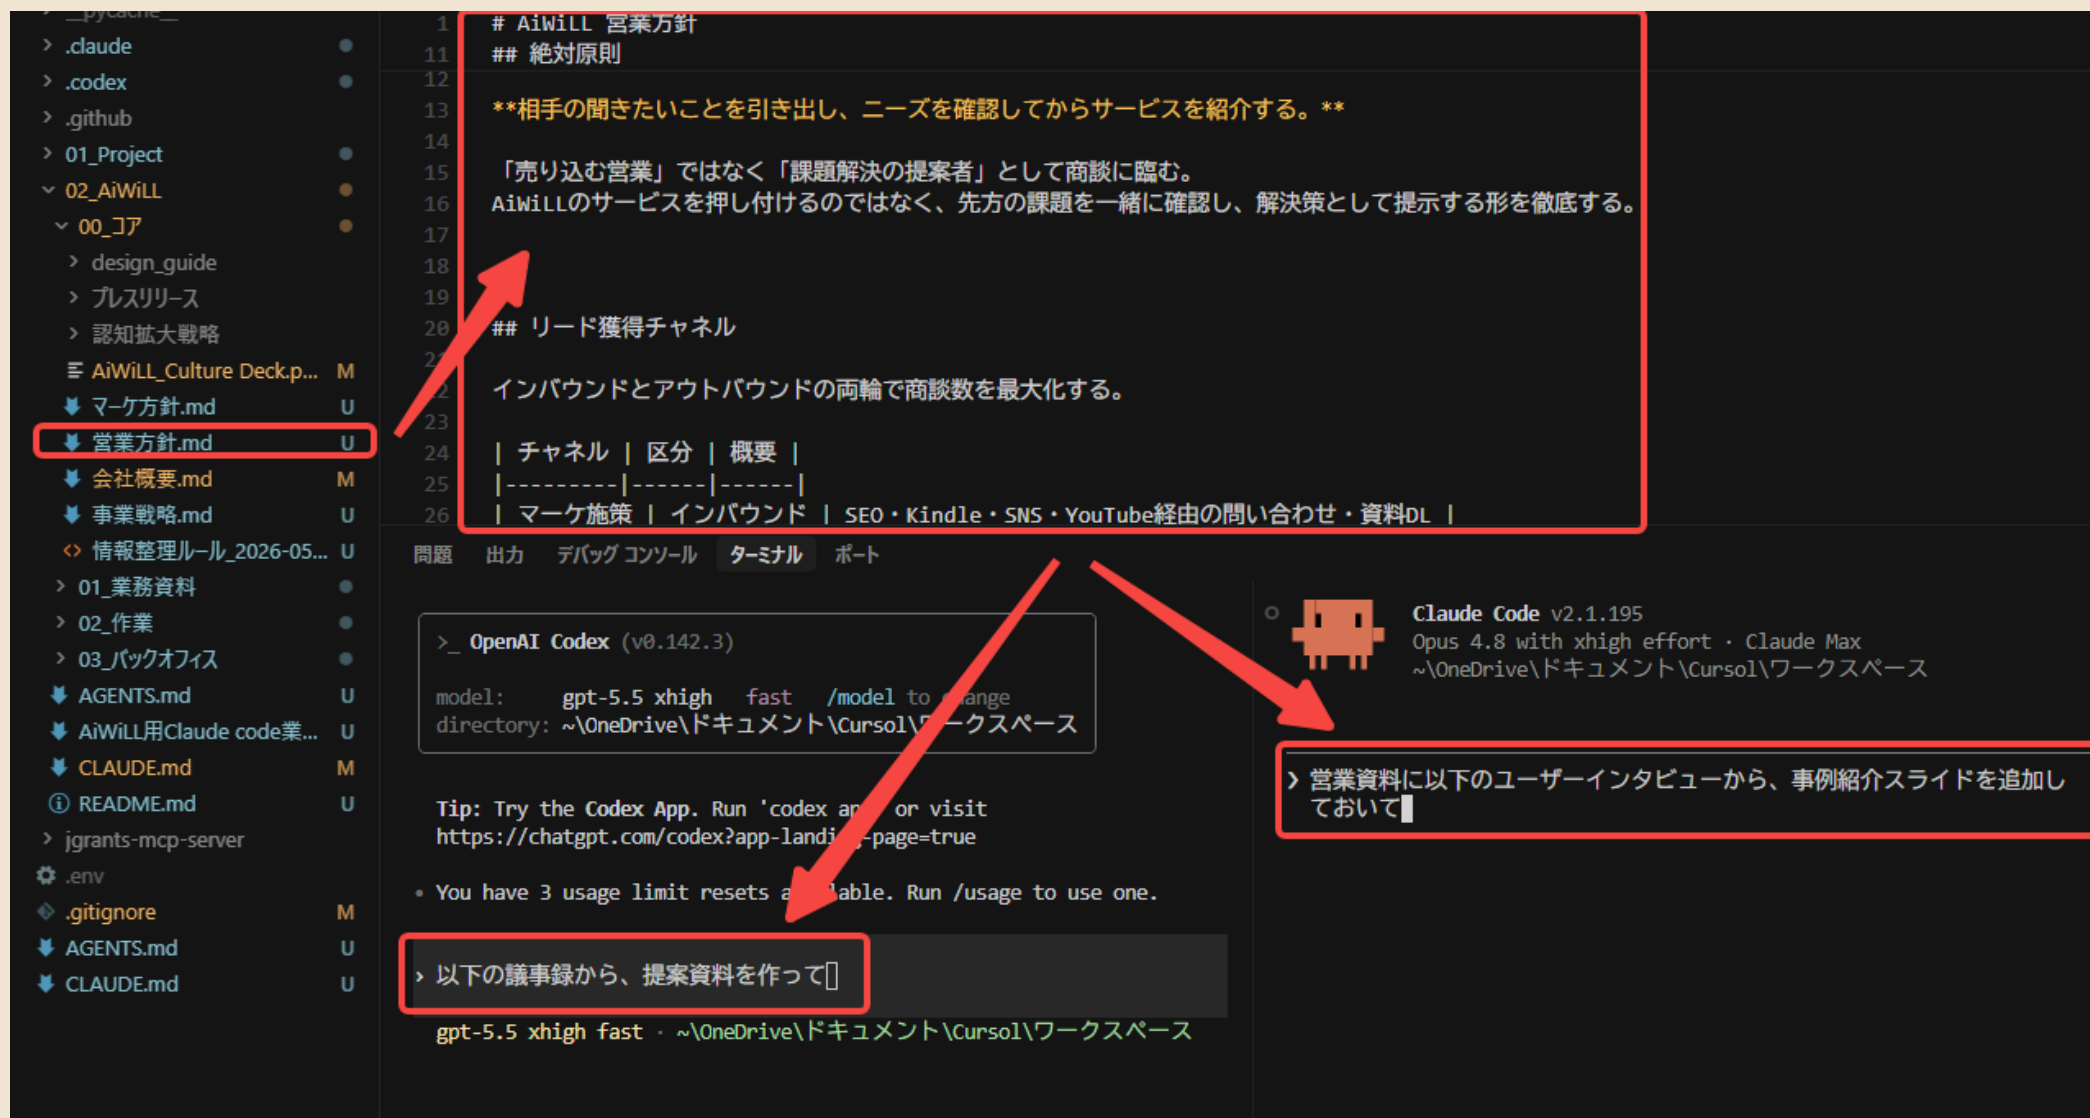 __pycache__
.claude
.codex
.github
01_Project
02_AiWiLL
00_コア
design_guide
プレスリリース
認知拡大戦略
AiWiLL_Culture Deck.p... M
マーケ方針.md U
営業方針.md U
会社概要.md M
事業戦略.md U
情報整理ルール_2026-05... U
01_業務資料
02_作業
03_バックオフィス
AGENTS.md U
AiWiLL用Claude code業... U
CLAUDE.md M
README.md U
jgrants-mcp-server
.env
.gitignore M
AGENTS.md U
CLAUDE.md U
1 # AiWiLL 営業方針
11 ## 絶対原則
12
13 **相手の聞きたいことを引き出し、ニーズを確認してからサービスを紹介する。**
14
15 「売り込む営業」ではなく「課題解決の提案者」として商談に臨む。
16 AiWiLLのサービスを押し付けるのではなく、先方の課題を一緒に確認し、解決策として提示する形を徹底する。
17
18
19
20 ## リード獲得チャネル
インバウンドとアウトバウンドの両輪で商談数を最大化する。
23
24 | チャネル | 区分 | 概要 |
25 |---------|------|------|
26 | マーケ施策 | インバウンド | SEO・Kindle・SNS・YouTube経由の問い合わせ・資料DL |
問題 出力 デバッグ コンソール ターミナル ポート
>_ OpenAI Codex (v0.142.3)
model: gpt-5.5 xhigh fast /model to change
directory: ~\OneDrive\ドキュメント\Cursol\ワークスペース
Tip: Try the Codex App. Run 'codex app' or visit
https://chatgpt.com/codex?app-landing-page=true
• You have 3 usage limit resets available. Run /usage to use one.
› 以下の議事録から、提案資料を作って
gpt-5.5 xhigh fast · ~\OneDrive\ドキュメント\Cursol\ワークスペース
Claude Code v2.1.195
Opus 4.8 with xhigh effort · Claude Max
~\OneDrive\ドキュメント\Cursol\ワークスペース
❯ 営業資料に以下のユーザーインタビューから、事例紹介スライドを追加し
ておいて